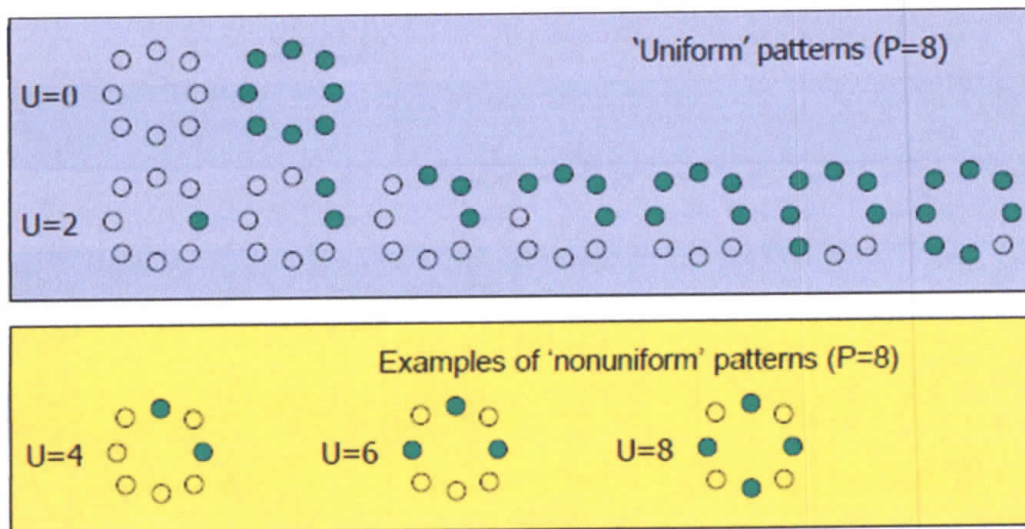 'Uniform' patterns (P=8)
U=0
U=2
Examples of 'nonuniform' patterns (P=8)
U=4
U=6
U=8